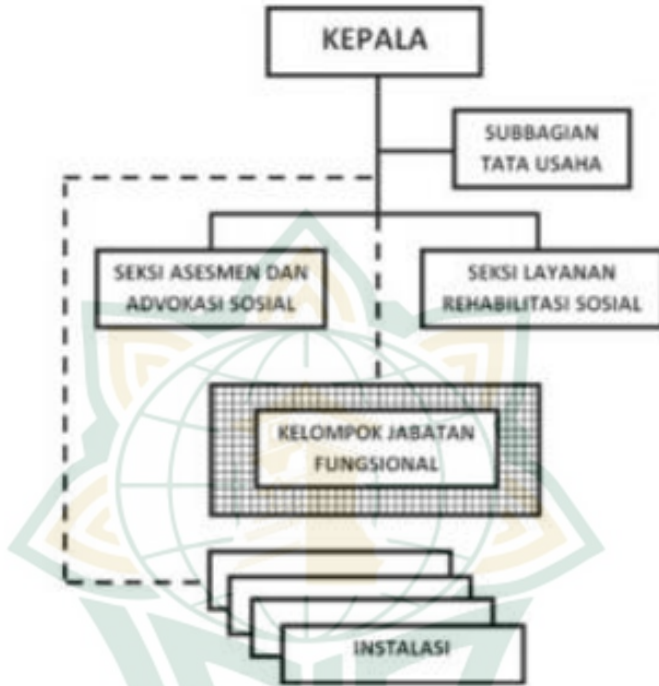 KEPALA
SUBBAGIAN
TATA USAHA
SEKSI ASESMEN DAN
ADVOKASI SOSIAL
SEKSI LAYANAN
REHABILITASI SOSIAL
KELOMPOK JABATAN
FUNGSIONAL
INSTALASI